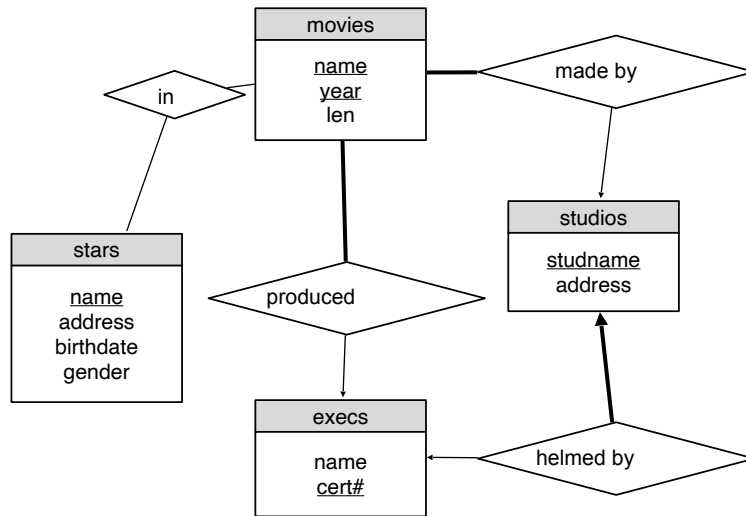 movies
name
year
len
made by
in
studios
studname
address
stars
name
address
birthdate
gender
produced
execs
name
cert#
helmed by